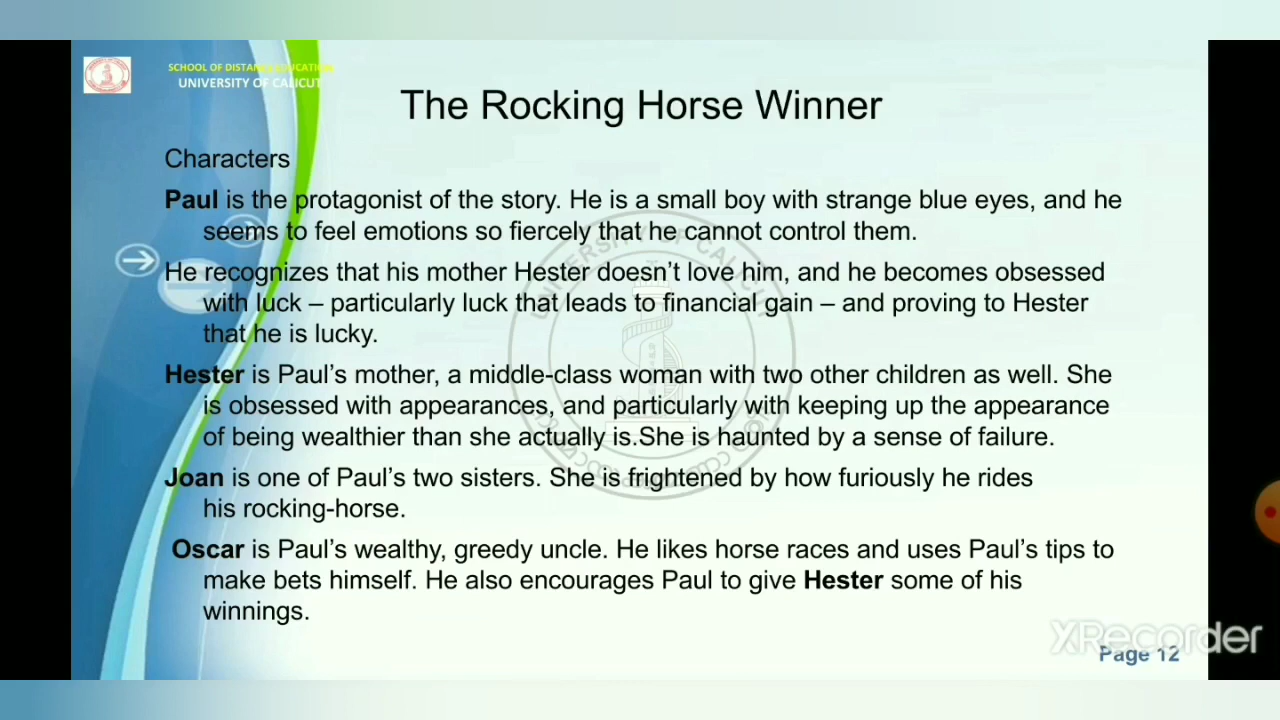 SCHOOL OF DISTANCE EDUCATION
UNIVERSITY OF CALICUT
The Rocking Horse Winner
Characters
Paul is the protagonist of the story. He is a small boy with strange blue eyes, and he
seems to feel emotions so fiercely that he cannot control them.
He recognizes that his mother Hester doesn't love him, and he becomes obsessed
with luck – particularly luck that leads to financial gain – and proving to Hester
that he is lucky.
Hester is Paul's mother, a middle-class woman with two other children as well. She
is obsessed with appearances, and particularly with keeping up the appearance
of being wealthier than she actually is.She is haunted by a sense of failure.
Joan is one of Paul's two sisters. She is frightened by how furiously he rides
his rocking-horse.
Oscar is Paul's wealthy, greedy uncle. He likes horse races and uses Paul's tips to
make bets himself. He also encourages Paul to give Hester some of his
winnings.
UNIVERSITY OF CALICUT
XRecorder
Page 12